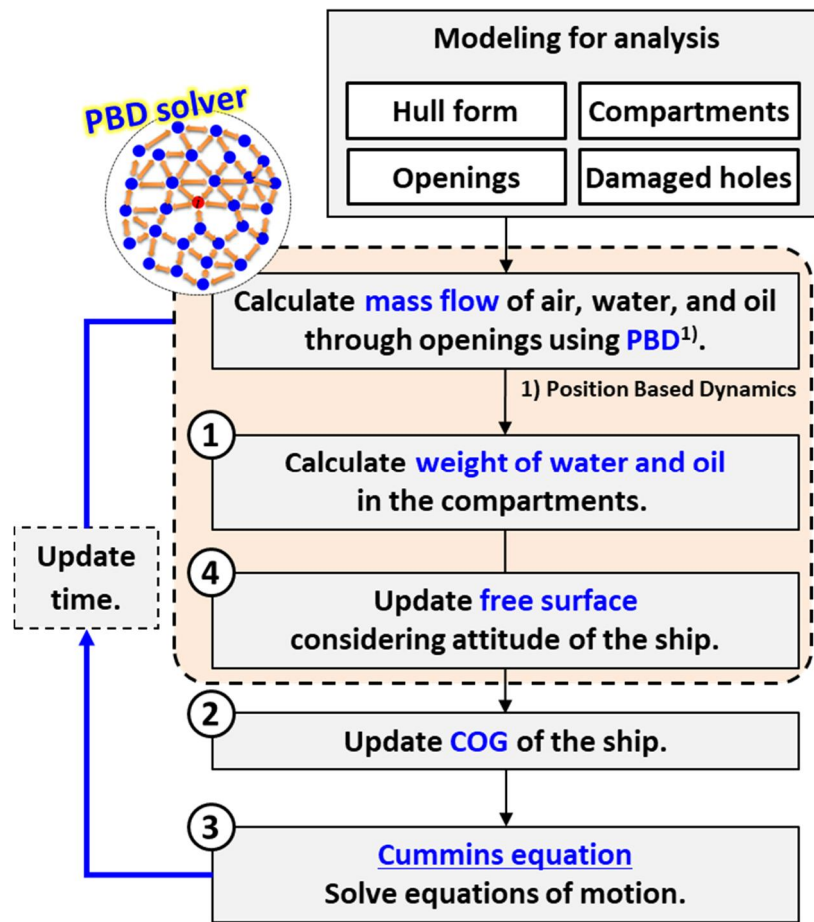 Modeling for analysis
Hull form
Compartments
Openings
Damaged holes
PBD solver
Calculate mass flow of air, water, and oil
through openings using PBD1).
1) Position Based Dynamics
1
Calculate weight of water and oil
in the compartments.
4
Update free surface
considering attitude of the ship.
Update
time.
2
Update COG of the ship.
3
Cummins equation
Solve equations of motion.